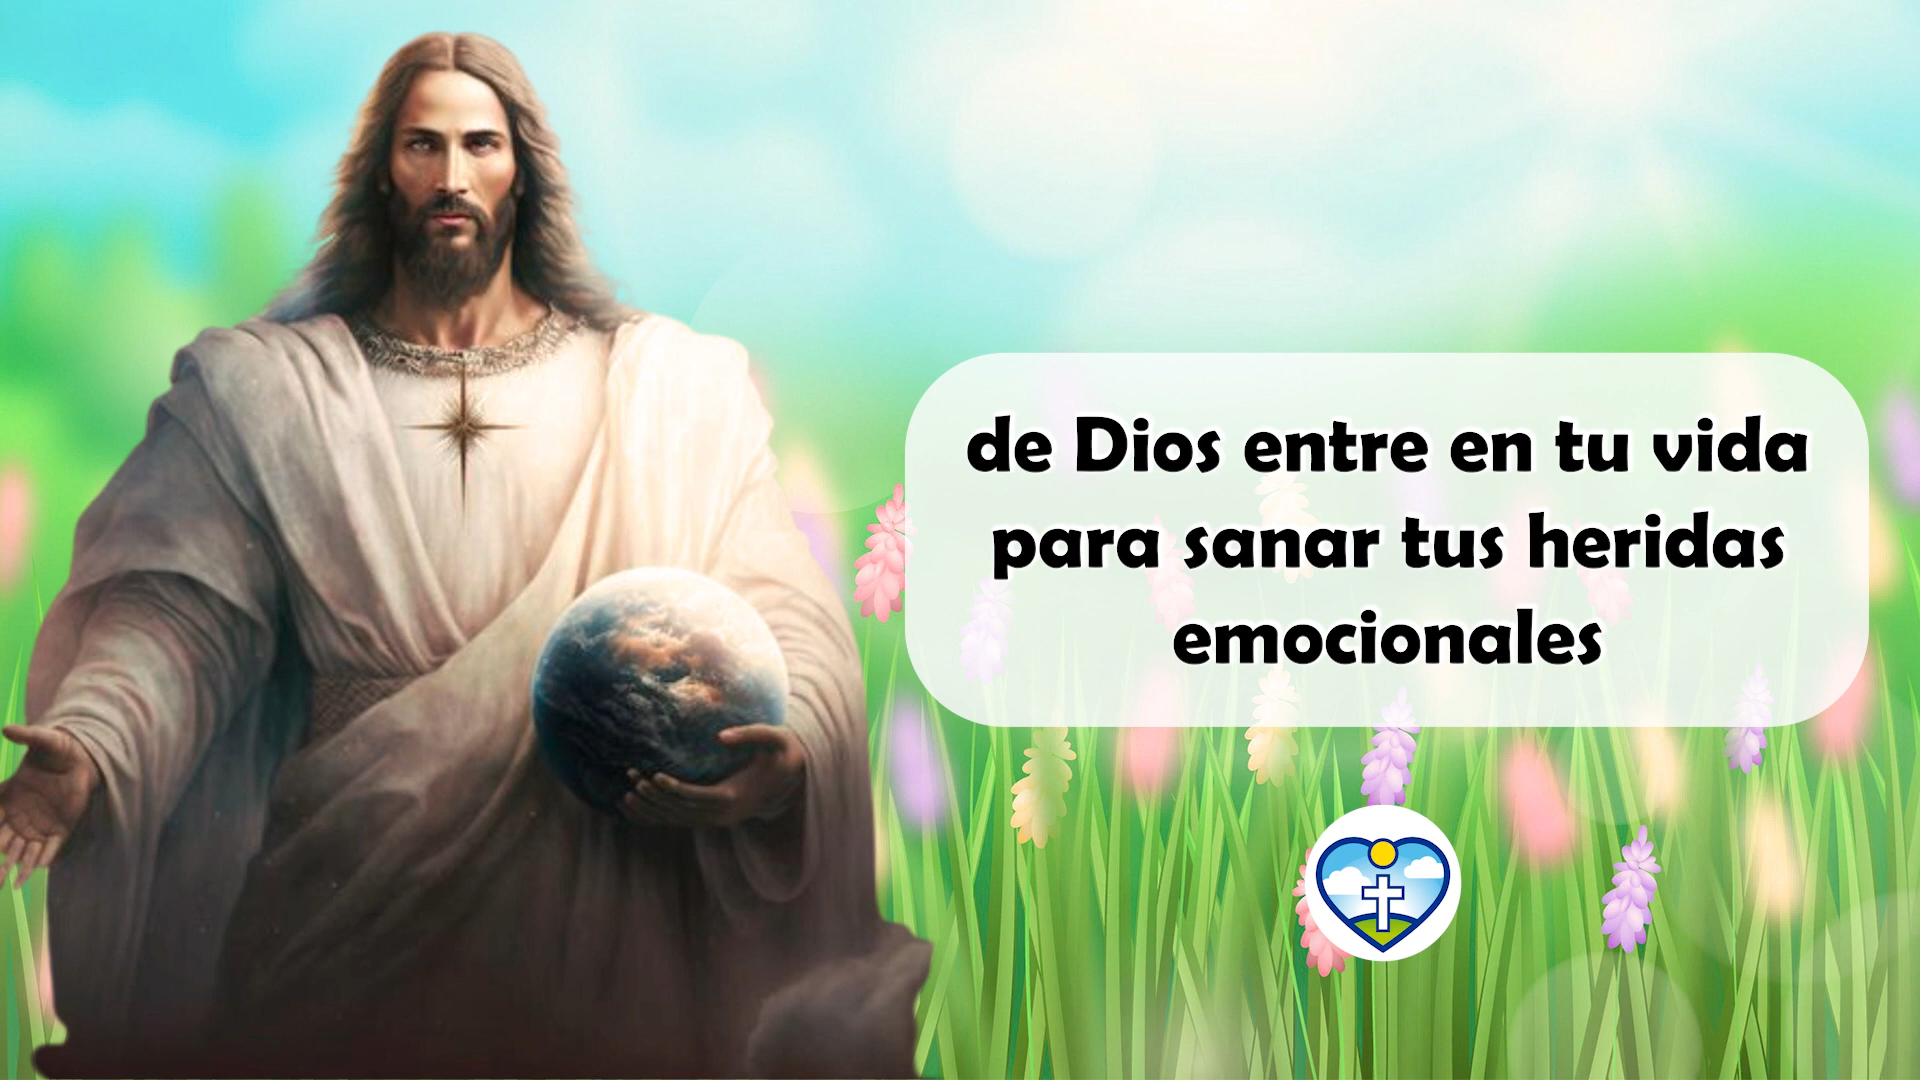 de Dios entre en tu vida
para sanar tus heridas
emocionales